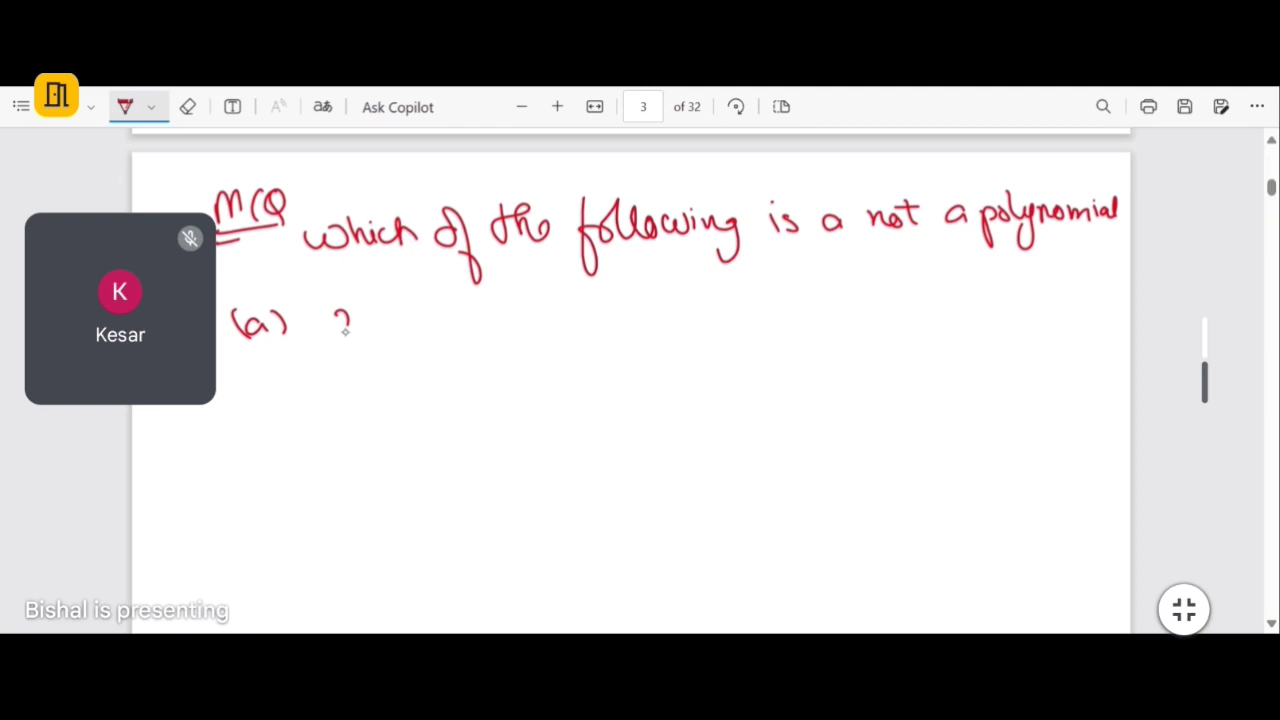 Ask Copilot
3 of 32
MCQ which of the following is a not a polynomial
(a)
K
Kesar
Bishal is presenting